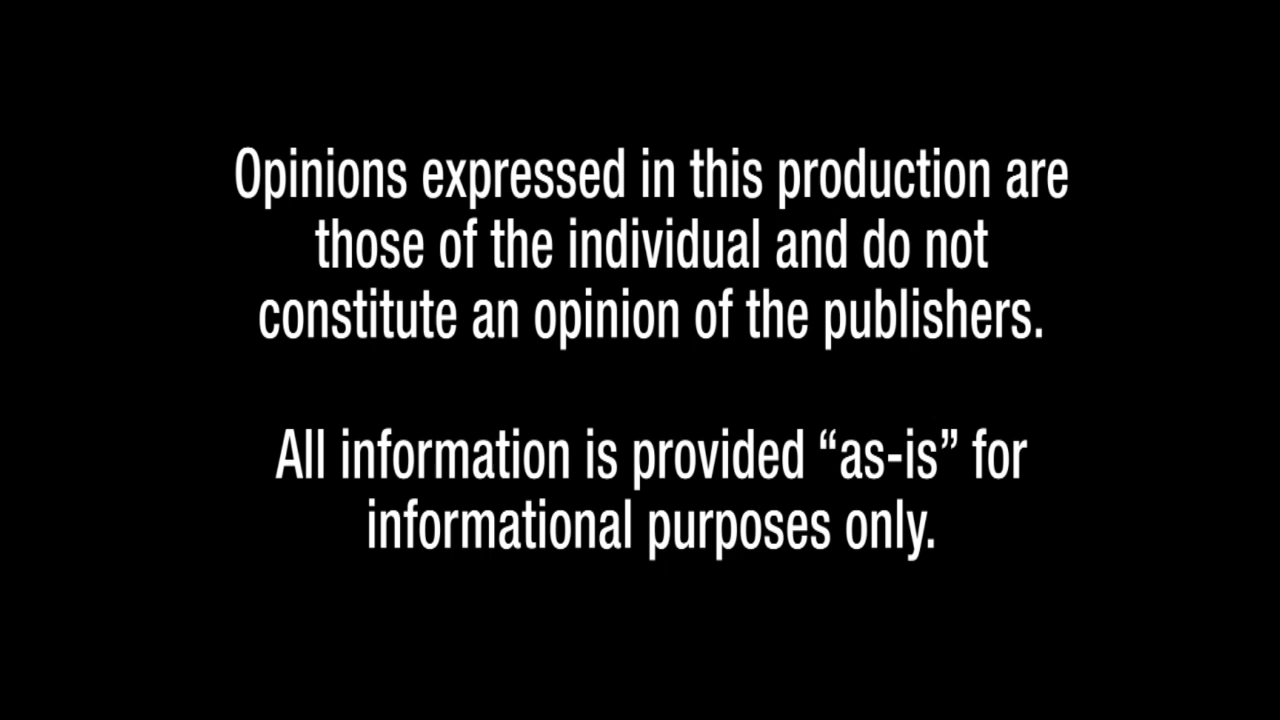 Opinions expressed in this production are
those of the individual and do not
constitute an opinion of the publishers.
All information is provided “as-is” for
informational purposes only.